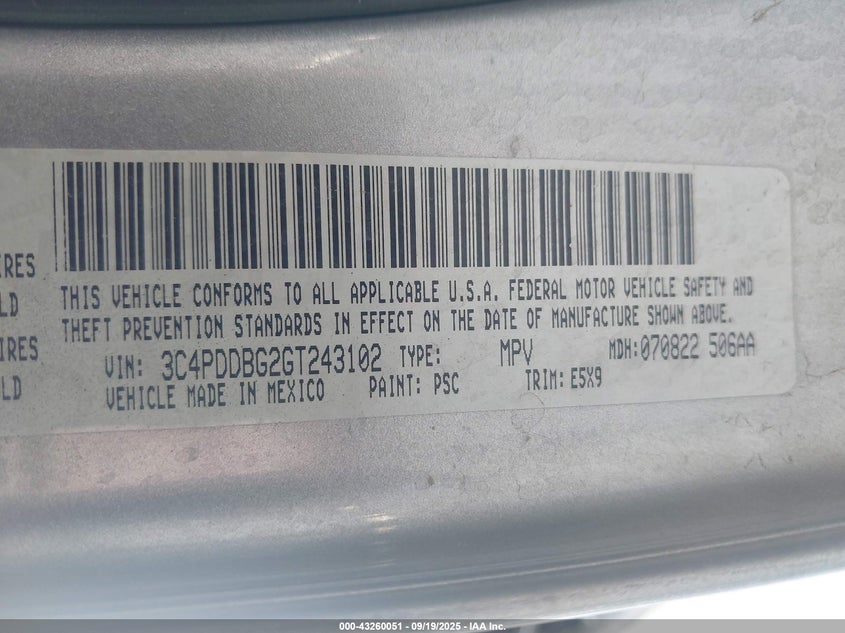 THIS VEHICLE CONFORMS TO ALL APPLICABLE U.S.A. FEDERAL MOTOR VEHICLE SAFETY AND
THEFT PREVENTION STANDARDS IN EFFECT ON THE DATE OF MANUFACTURE SHOWN ABOVE.
VIN: 3C4PDDBG2GT243102 TYPE: MPV MDH:070822 506AA
VEHICLE MADE IN MEXICO PAINT: PSC TRIM: E5X9
IRES
LD
IRES
LD
000-43260051 - 09/19/2025 - IAA Inc.